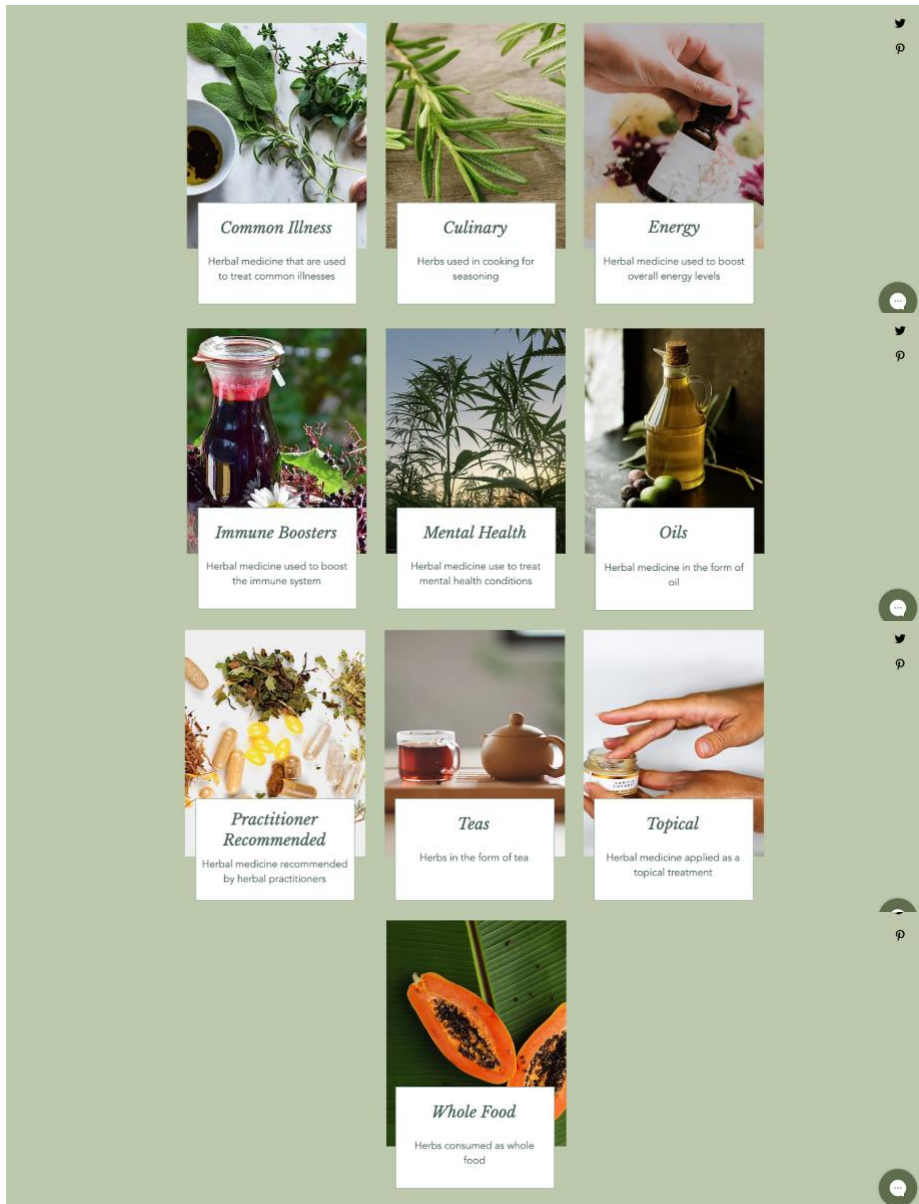 Common Illness
Herbal medicine that are used
to treat common illnesses
Culinary
Herbs used in cooking for
seasoning
Energy
Herbal medicine used to boost
overall energy levels
Immune Boosters
Herbal medicine used to boost
the immune system
Mental Health
Herbal medicine use to treat
mental health conditions
Oils
Herbal medicine in the form of
oil
Practitioner
Recommended
Herbal medicine recommended
by herbal practitioners
Teas
Herbs in the form of tea
Topical
Herbal medicine applied as a
topical treatment
Whole Food
Herbs consumed as whole
food